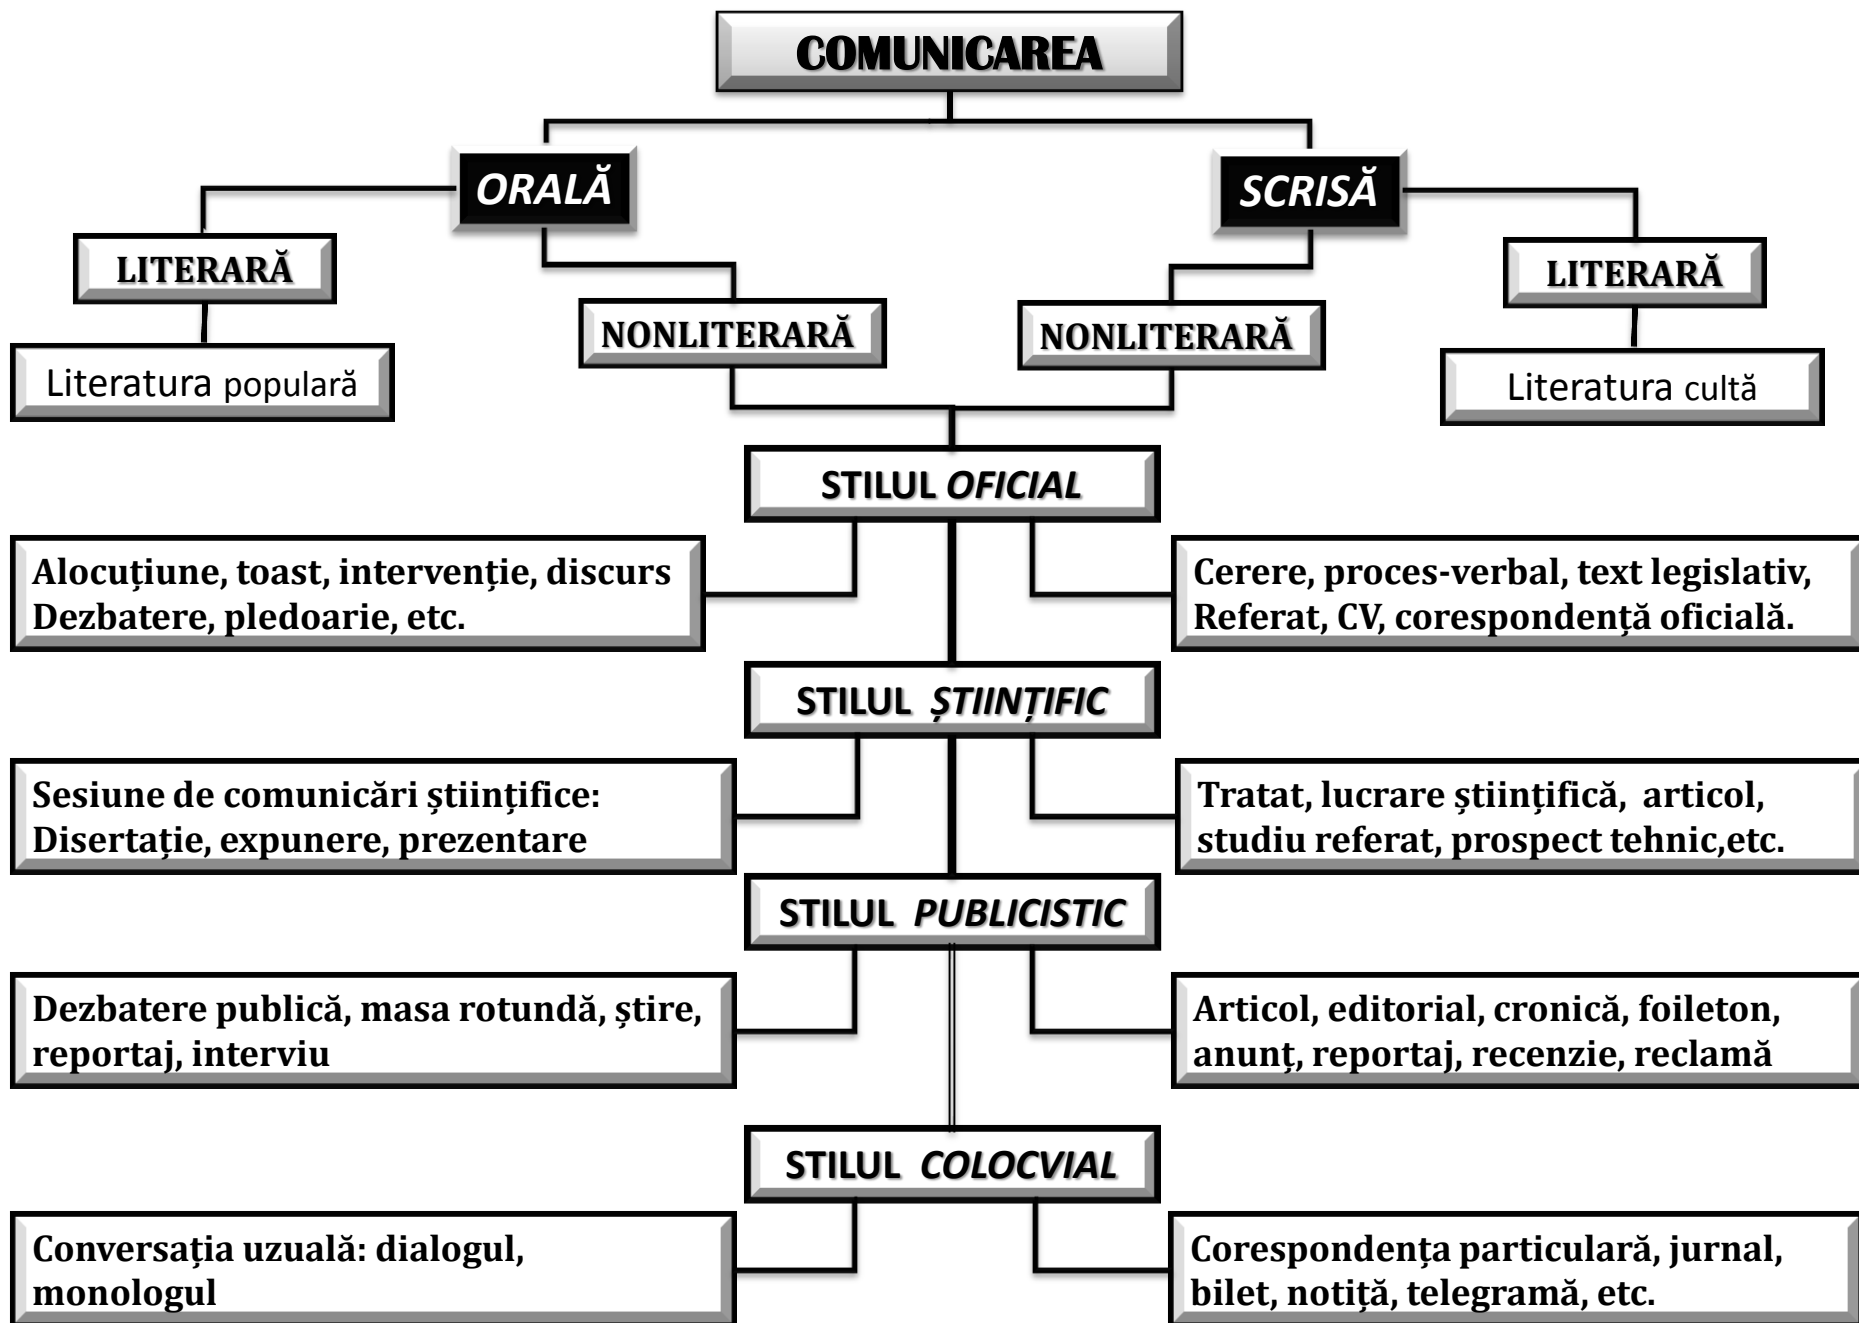 COMUNICAREA
ORALĂ
SCRISĂ
LITERARĂ
LITERARĂ
NONLITERARĂ
NONLITERARĂ
Literatura populară
Literatura cultă
STILUL OFICIAL
Alocuțiune, toast, intervenție, discurs
Dezbatere, pledoarie, etc.
Cerere, proces-verbal, text legislativ,
Referat, CV, corespondență oficială.
STILUL ȘTIINȚIFIC
Sesiune de comunicări științifice:
Disertație, expunere, prezentare
Tratat, lucrare științifică, articol,
studiu referat, prospect tehnic,etc.
STILUL PUBLICISTIC
Dezbatere publică, masa rotundă, știre,
reportaj, interviu
Articol, editorial, cronică, foileton,
anunț, reportaj, recenzie, reclamă
STILUL COLOCVIAL
Conversația uzuală: dialogul,
monologul
Corespondența particulară, jurnal,
bilet, notiță, telegramă, etc.